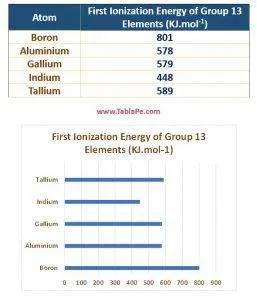 Atom First Ionization Energy of Group 13
Elements (KJ.mol-1)
Boron 801
Aluminium 578
Gallium 579
Indium 448
Tallium 589
www.TablaPe.com
First Ionization Energy of Group 13
Elements (KJ.mol-1)
Tallium
Indium
Gallium
Aluminium
Boron
0 100 200 300 400 500 600 700 800 900